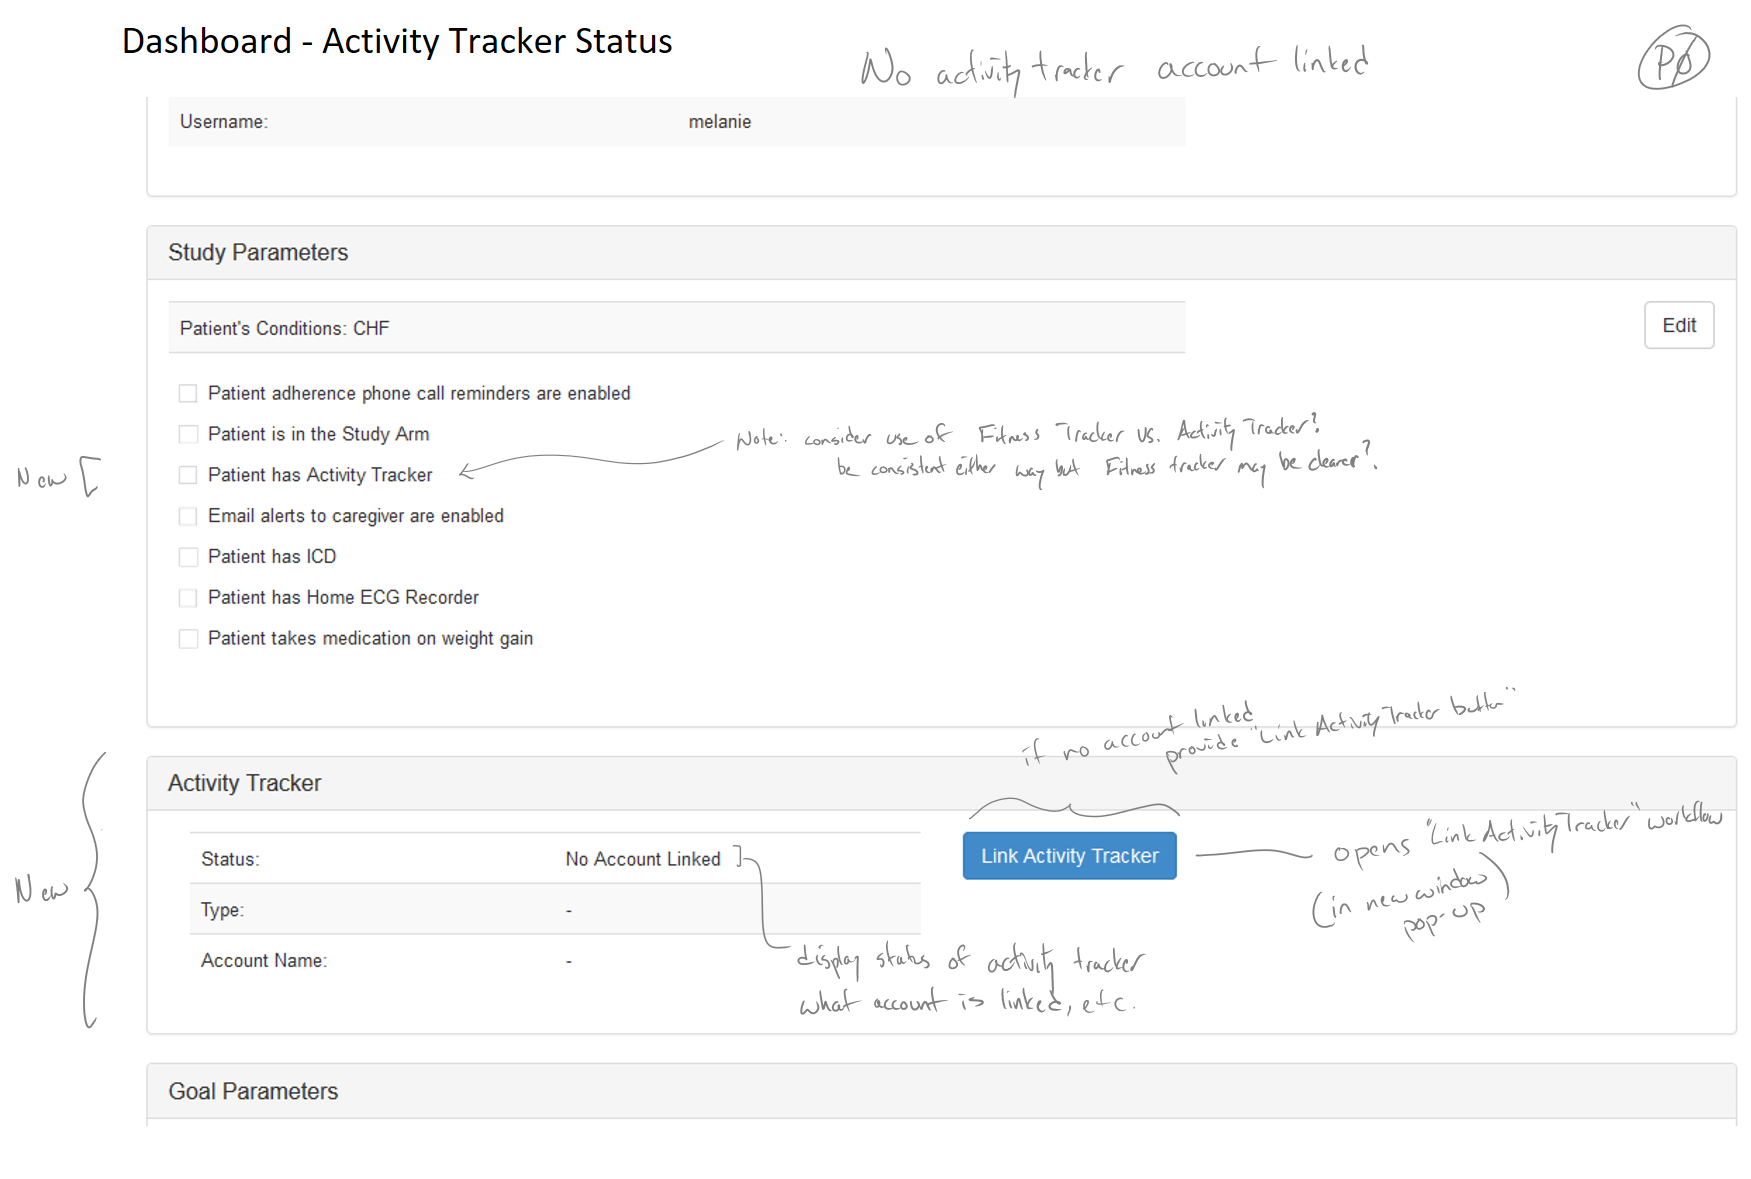 Dashboard - Activity Tracker Status
No activity tracker account linked
PØ
Username: melanie
Study Parameters
Patient's Conditions: CHF
Edit
Patient adherence phone call reminders are enabled
Patient is in the Study Arm
Note: consider use of Fitness Tracker vs. Activity Tracker?
be consistent either way but Fitness tracker may be clearer?
New [
Patient has Activity Tracker
Email alerts to caregiver are enabled
Patient has ICD
Patient has Home ECG Recorder
Patient takes medication on weight gain
if no account linked
provide "Link Activity Tracker button"
Activity Tracker
New {
Status: No Account Linked
Link Activity Tracker
opens "Link Activity Tracker" workflow
(in new window
pop-up)
Type: -
Account Name: -
display status of activity tracker
what account is linked, etc.
Goal Parameters